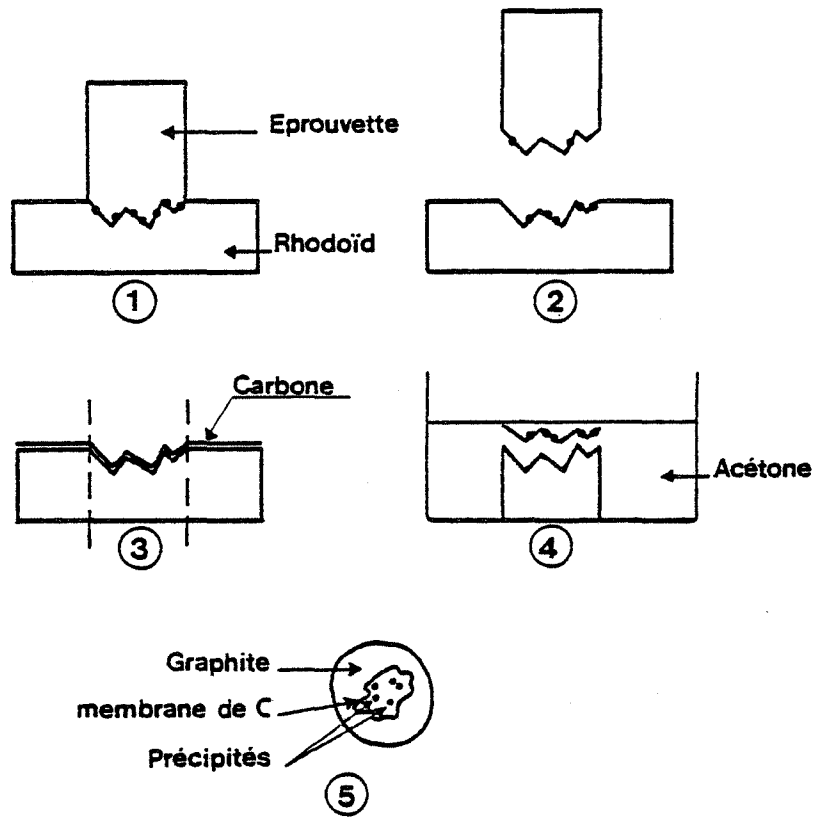 Eprouvette
Rhodoïd
1
2
Carbone
3
Acétone
4
Graphite
membrane de C
Précipités
5